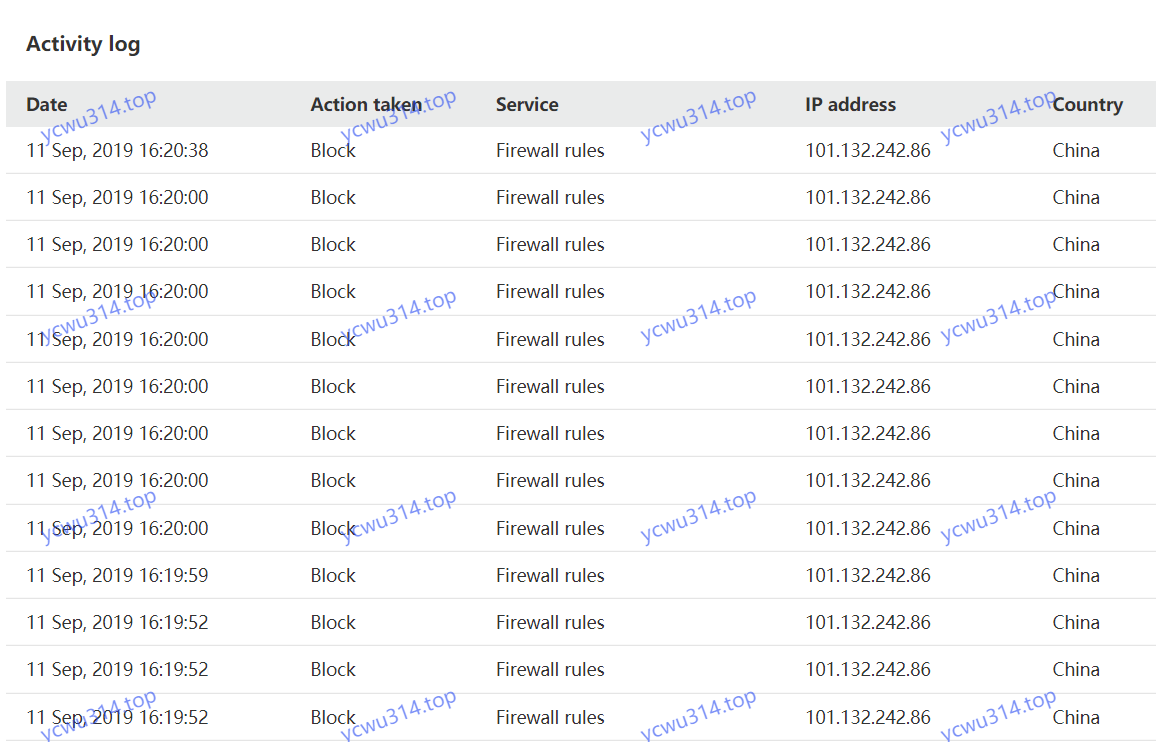 Activity log
Date Action taken Service IP address Country
ycwu314.top ycwu314.top ycwu314.top ycwu314.top
11 Sep, 2019 16:20:38 Block Firewall rules 101.132.242.86 China
11 Sep, 2019 16:20:00 Block Firewall rules 101.132.242.86 China
11 Sep, 2019 16:20:00 Block Firewall rules 101.132.242.86 China
11 Sep, 2019 16:20:00 Block Firewall rules 101.132.242.86 China
ycwu314.top ycwu314.top ycwu314.top ycwu314.top
11 Sep, 2019 16:20:00 Block Firewall rules 101.132.242.86 China
11 Sep, 2019 16:20:00 Block Firewall rules 101.132.242.86 China
11 Sep, 2019 16:20:00 Block Firewall rules 101.132.242.86 China
11 Sep, 2019 16:20:00 Block Firewall rules 101.132.242.86 China
ycwu314.top ycwu314.top ycwu314.top ycwu314.top
11 Sep, 2019 16:20:00 Block Firewall rules 101.132.242.86 China
11 Sep, 2019 16:19:59 Block Firewall rules 101.132.242.86 China
11 Sep, 2019 16:19:52 Block Firewall rules 101.132.242.86 China
11 Sep, 2019 16:19:52 Block Firewall rules 101.132.242.86 China
11 Sep, 2019 16:19:52 Block Firewall rules 101.132.242.86 China
ycwu314.top ycwu314.top ycwu314.top ycwu314.top